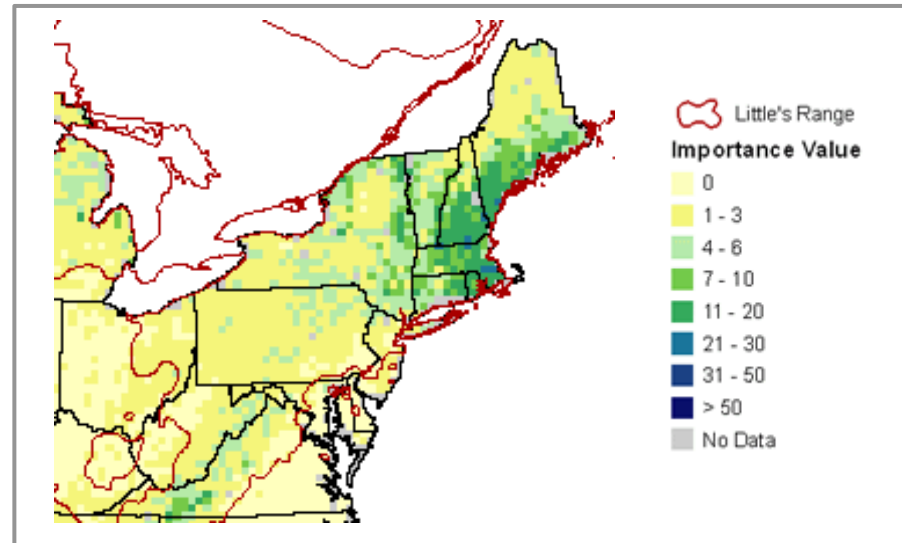 Little's Range
Importance Value
0
1 - 3
4 - 6
7 - 10
11 - 20
21 - 30
31 - 50
> 50
No Data